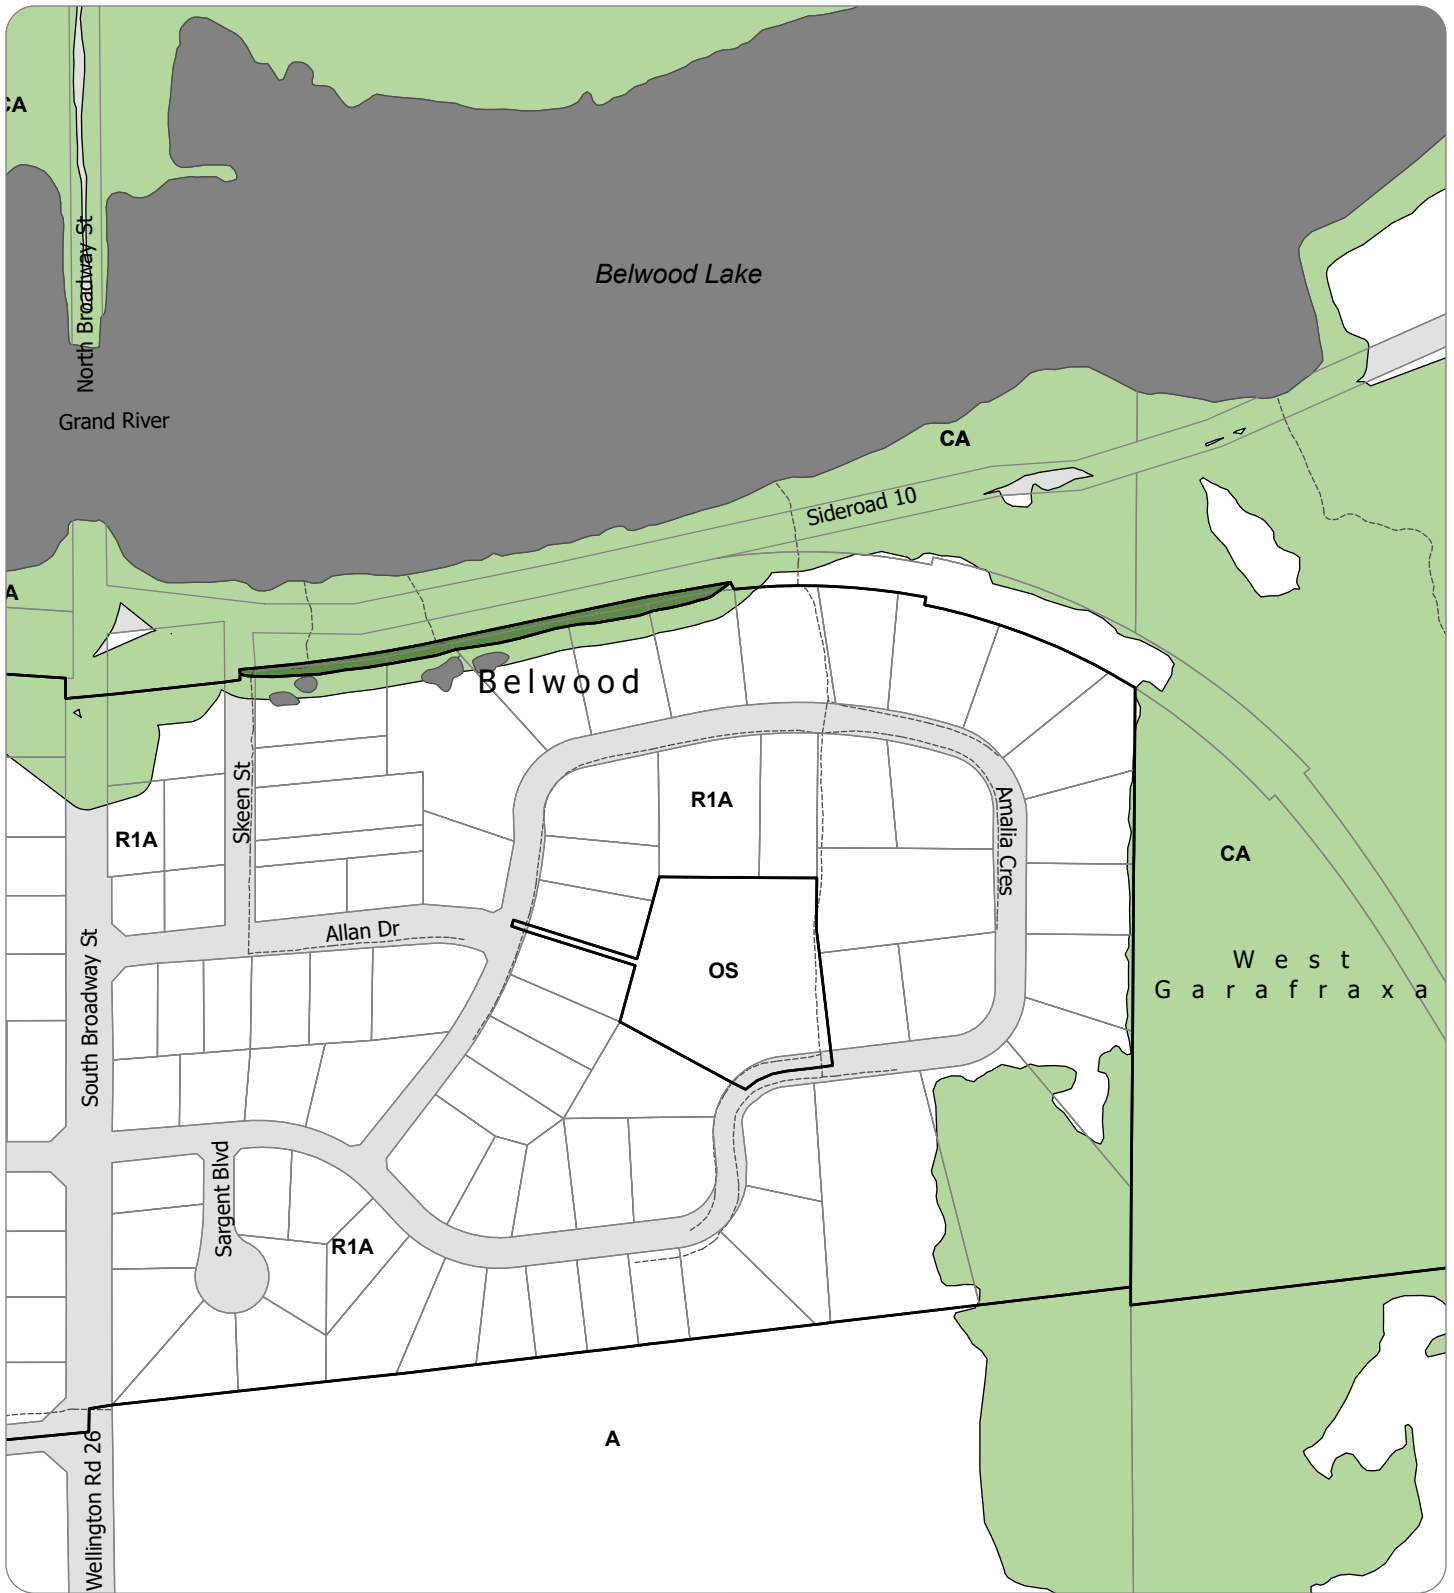 CA
North Broadway St
Belwood Lake
Grand River
CA
Sideroad 10
A
Belwood
R1A
Amalia Cres
Skeen St
R1A
CA
Allan Dr
OS
West
Garafraxa
South Broadway St
Sargent Blvd
R1A
A
Wellington Rd 26